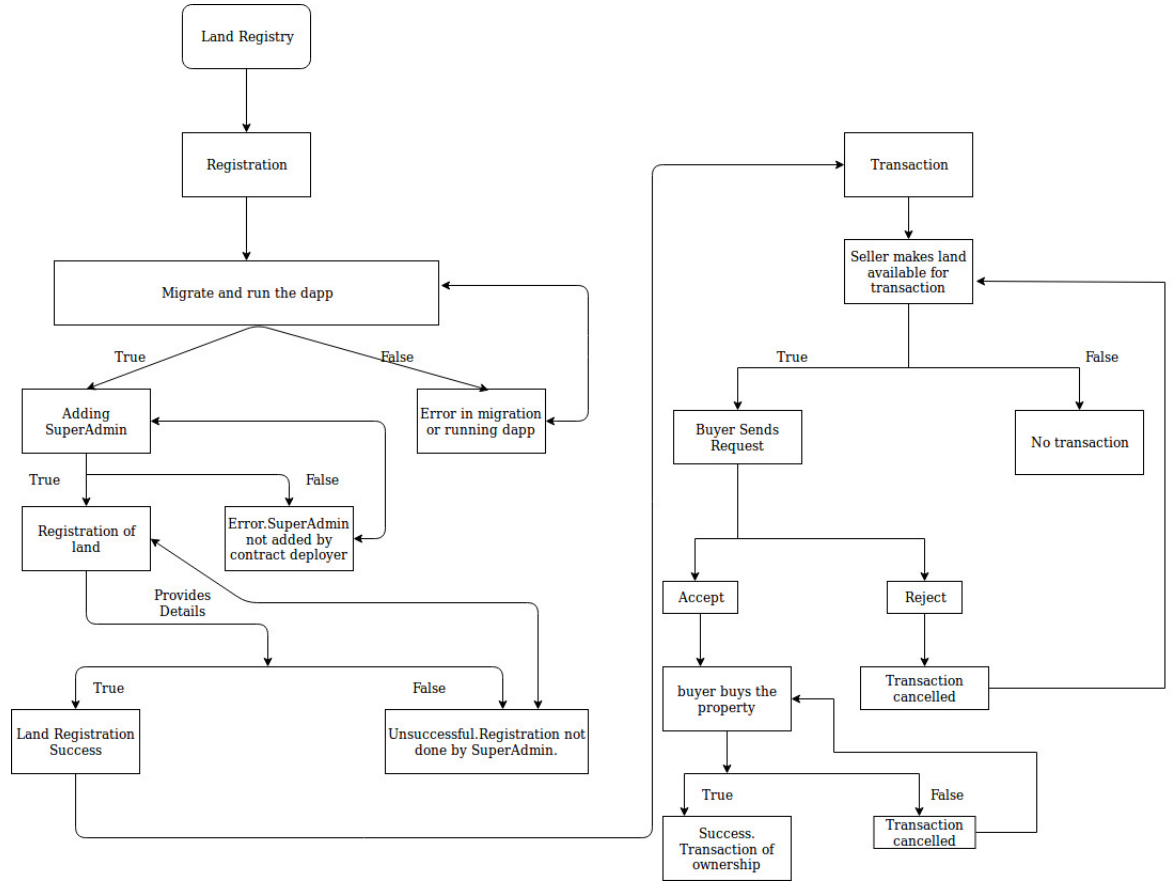 Land Registry
Registration
Migrate and run the dapp
True
False
Adding
SuperAdmin
Error in migration
or running dapp
True
False
Registration of
land
Error.SuperAdmin
not added by
contract deployer
Provides
Details
True
False
Land Registration
Success
Unsuccessful.Registration not
done by SuperAdmin.
Transaction
Seller makes land
available for
transaction
True
False
Buyer Sends
Request
No transaction
Accept
Reject
buyer buys the
property
Transaction
cancelled
True
False
Success.
Transaction of
ownership
Transaction
cancelled